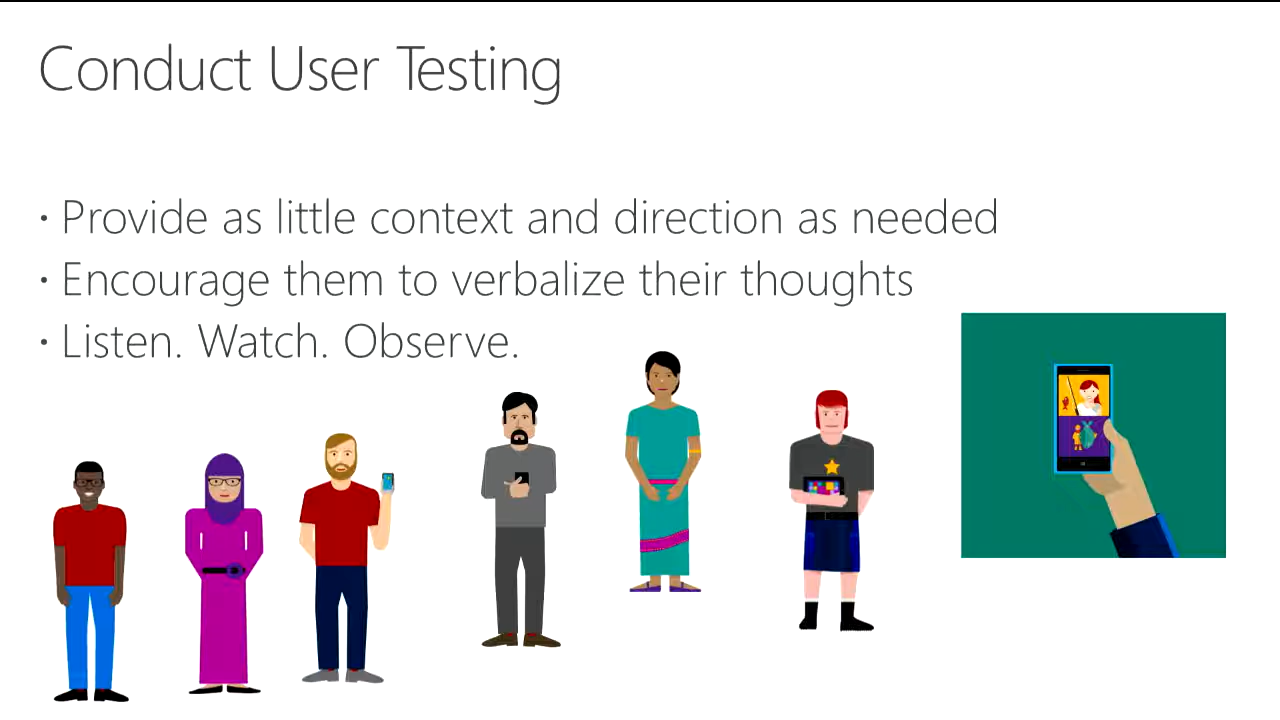 Conduct User Testing
· Provide as little context and direction as needed
· Encourage them to verbalize their thoughts
· Listen. Watch. Observe.